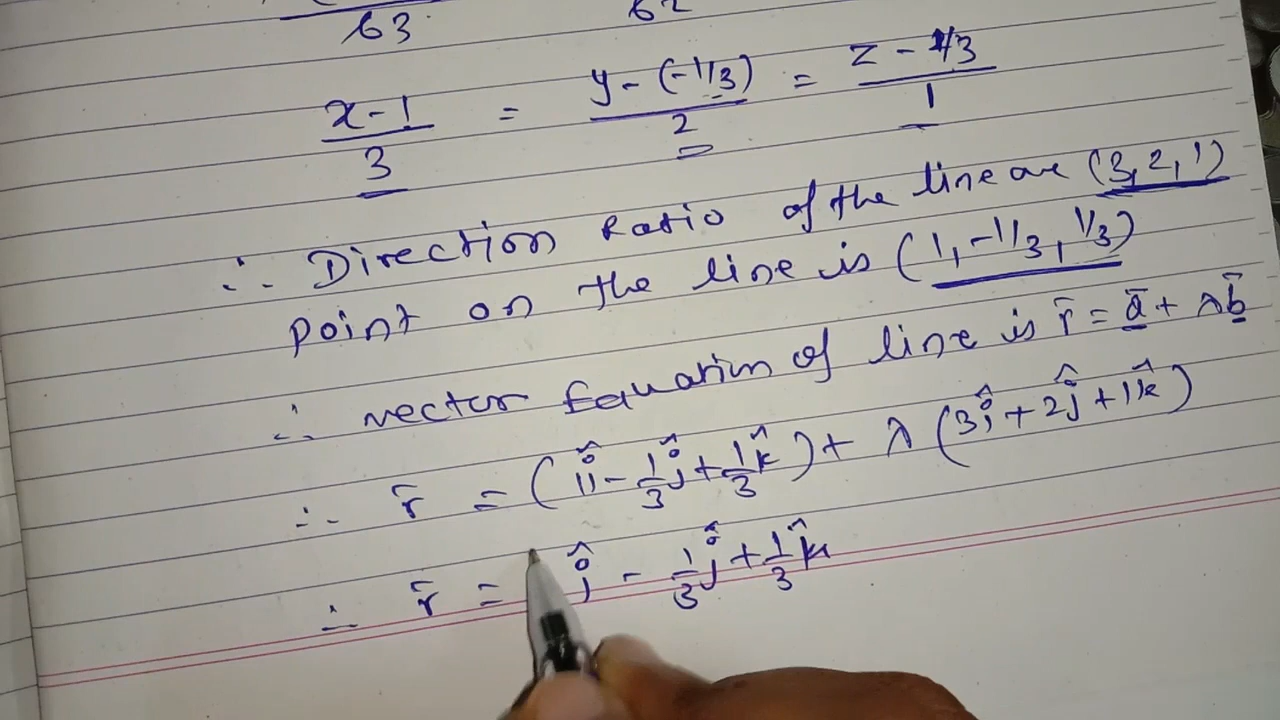 63 62
x-1/3 = y-(-1/3)/2 = z-1/3/1
∴ Direction Ratio of the line are (3,2,1)
point on the line is (1,-1/3,1/3)
∴ vector Equation of line is r̄ = ā + λb̄
∴ r̄ = (1î - 1/3ĵ + 1/3k̂) + λ(3î + 2ĵ + 1k̂)
∴ r̄ = î - 1/3ĵ + 1/3k̂